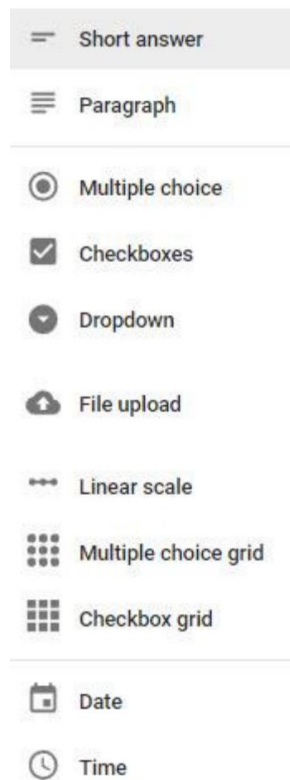 Short answer
Paragraph
Multiple choice
Checkboxes
Dropdown
File upload
Linear scale
Multiple choice grid
Checkbox grid
Date
Time